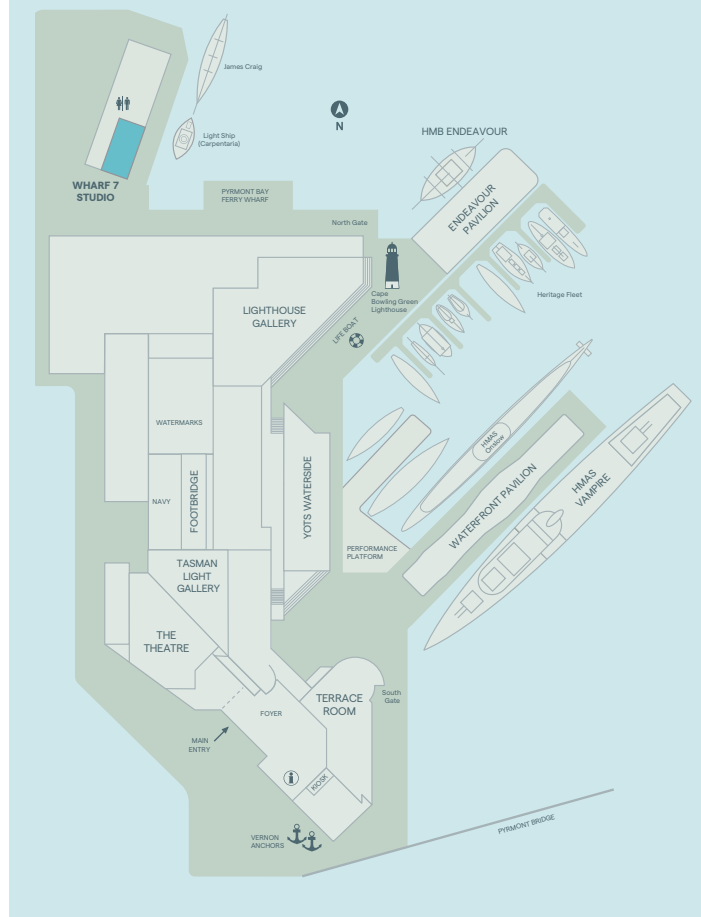 James Craig
Light Ship
(Carpentaria)
N
HMB ENDEAVOUR
WHARF 7
STUDIO
PYRMONT BAY
FERRY WHARF
ENDEAVOUR
PAVILION
North Gate
Cape
Bowling Green
Lighthouse
Heritage Fleet
LIGHTHOUSE
GALLERY
LIFE BOAT
WATERMARKS
HMAS
Onslow
NAVY
FOOTBRIDGE
YOTS WATERSIDE
WATERFRONT PAVILION
HMAS
VAMPIRE
PERFORMANCE
PLATFORM
TASMAN
LIGHT
GALLERY
THE
THEATRE
TERRACE
ROOM
South
Gate
FOYER
MAIN
ENTRY
i
KIOSK
VERNON
ANCHORS
PYRMONT BRIDGE